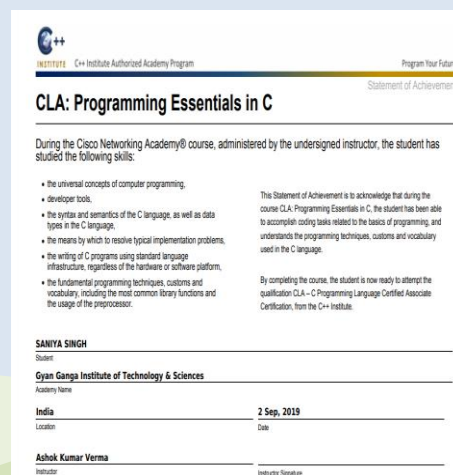 C++
INSTITUTE C++ Institute Authorized Academy Program
Program Your Futur
Statement of Achievemen
CLA: Programming Essentials in C
During the Cisco Networking Academy® course, administered by the undersigned instructor, the student has
studied the following skills:
• the universal concepts of computer programming,
• developer tools,
• the syntax and semantics of the C language, as well as data
types in the C language,
• the means by which to resolve typical implementation problems,
• the writing of C programs using standard language
infrastructure, regardless of the hardware or software platform,
• the fundamental programming techniques, customs and
vocabulary, including the most common library functions and
the usage of the preprocessor.
This Statement of Achievement is to acknowledge that during the
course CLA: Programming Essentials in C, the student has been able
to accomplish coding tasks related to the basics of programming, and
understands the programming techniques, customs and vocabulary
used in the C language.
By completing the course, the student is now ready to attempt the
qualification CLA – C Programming Language Certified Associate
Certification, from the C++ Institute.
SANIYA SINGH
Student
Gyan Ganga Institute of Technology & Sciences
Academy Name
India
Location
2 Sep, 2019
Date
Ashok Kumar Verma
Instructor
Instructor Signature